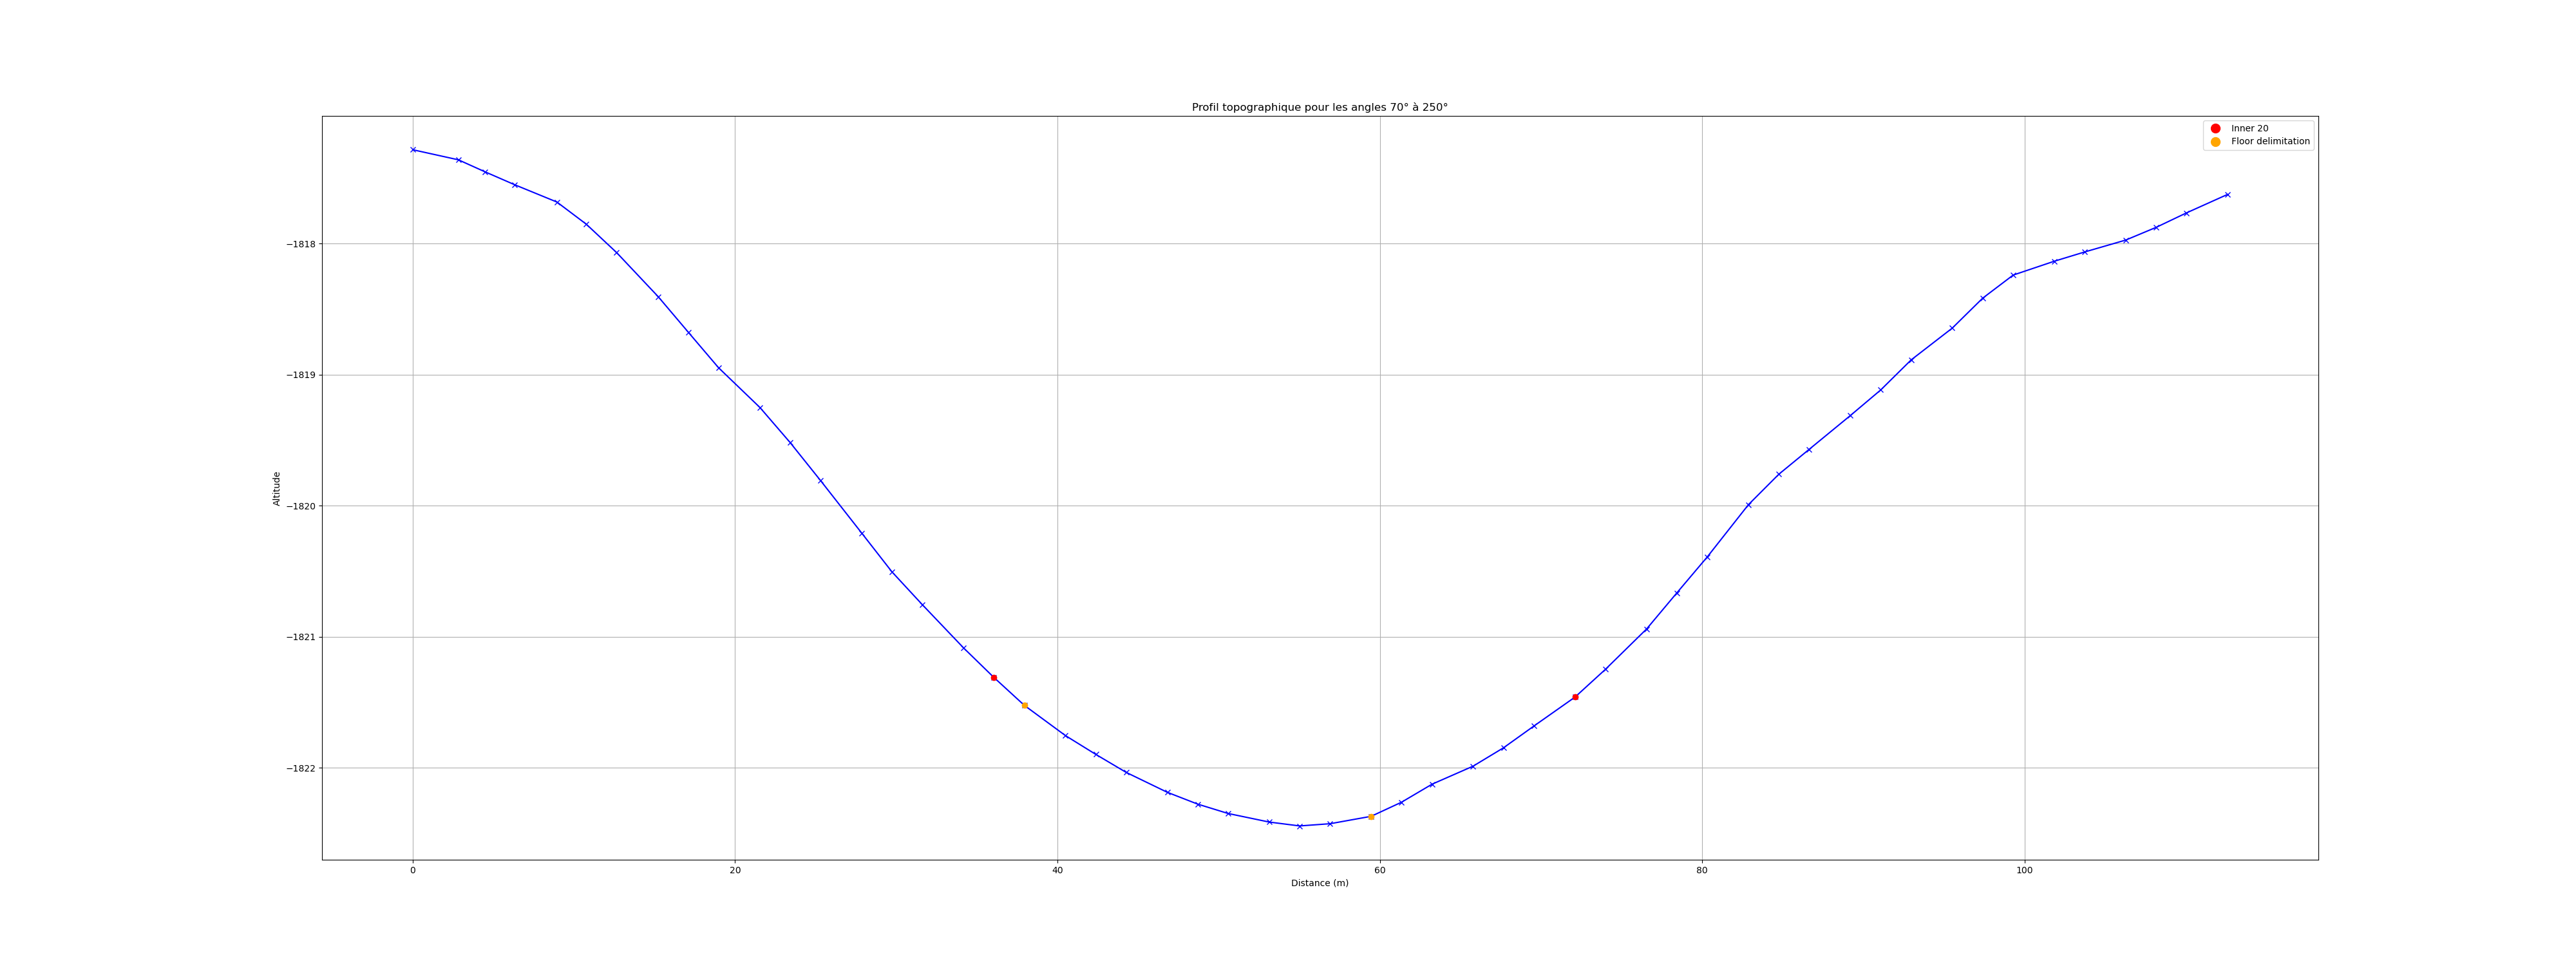 Profil topographique pour les angles 70° à 250°
Inner 20
Floor delimitation
−1818
−1819
−1820
−1821
−1822
Altitude
0 20 40 60 80 100
Distance (m)